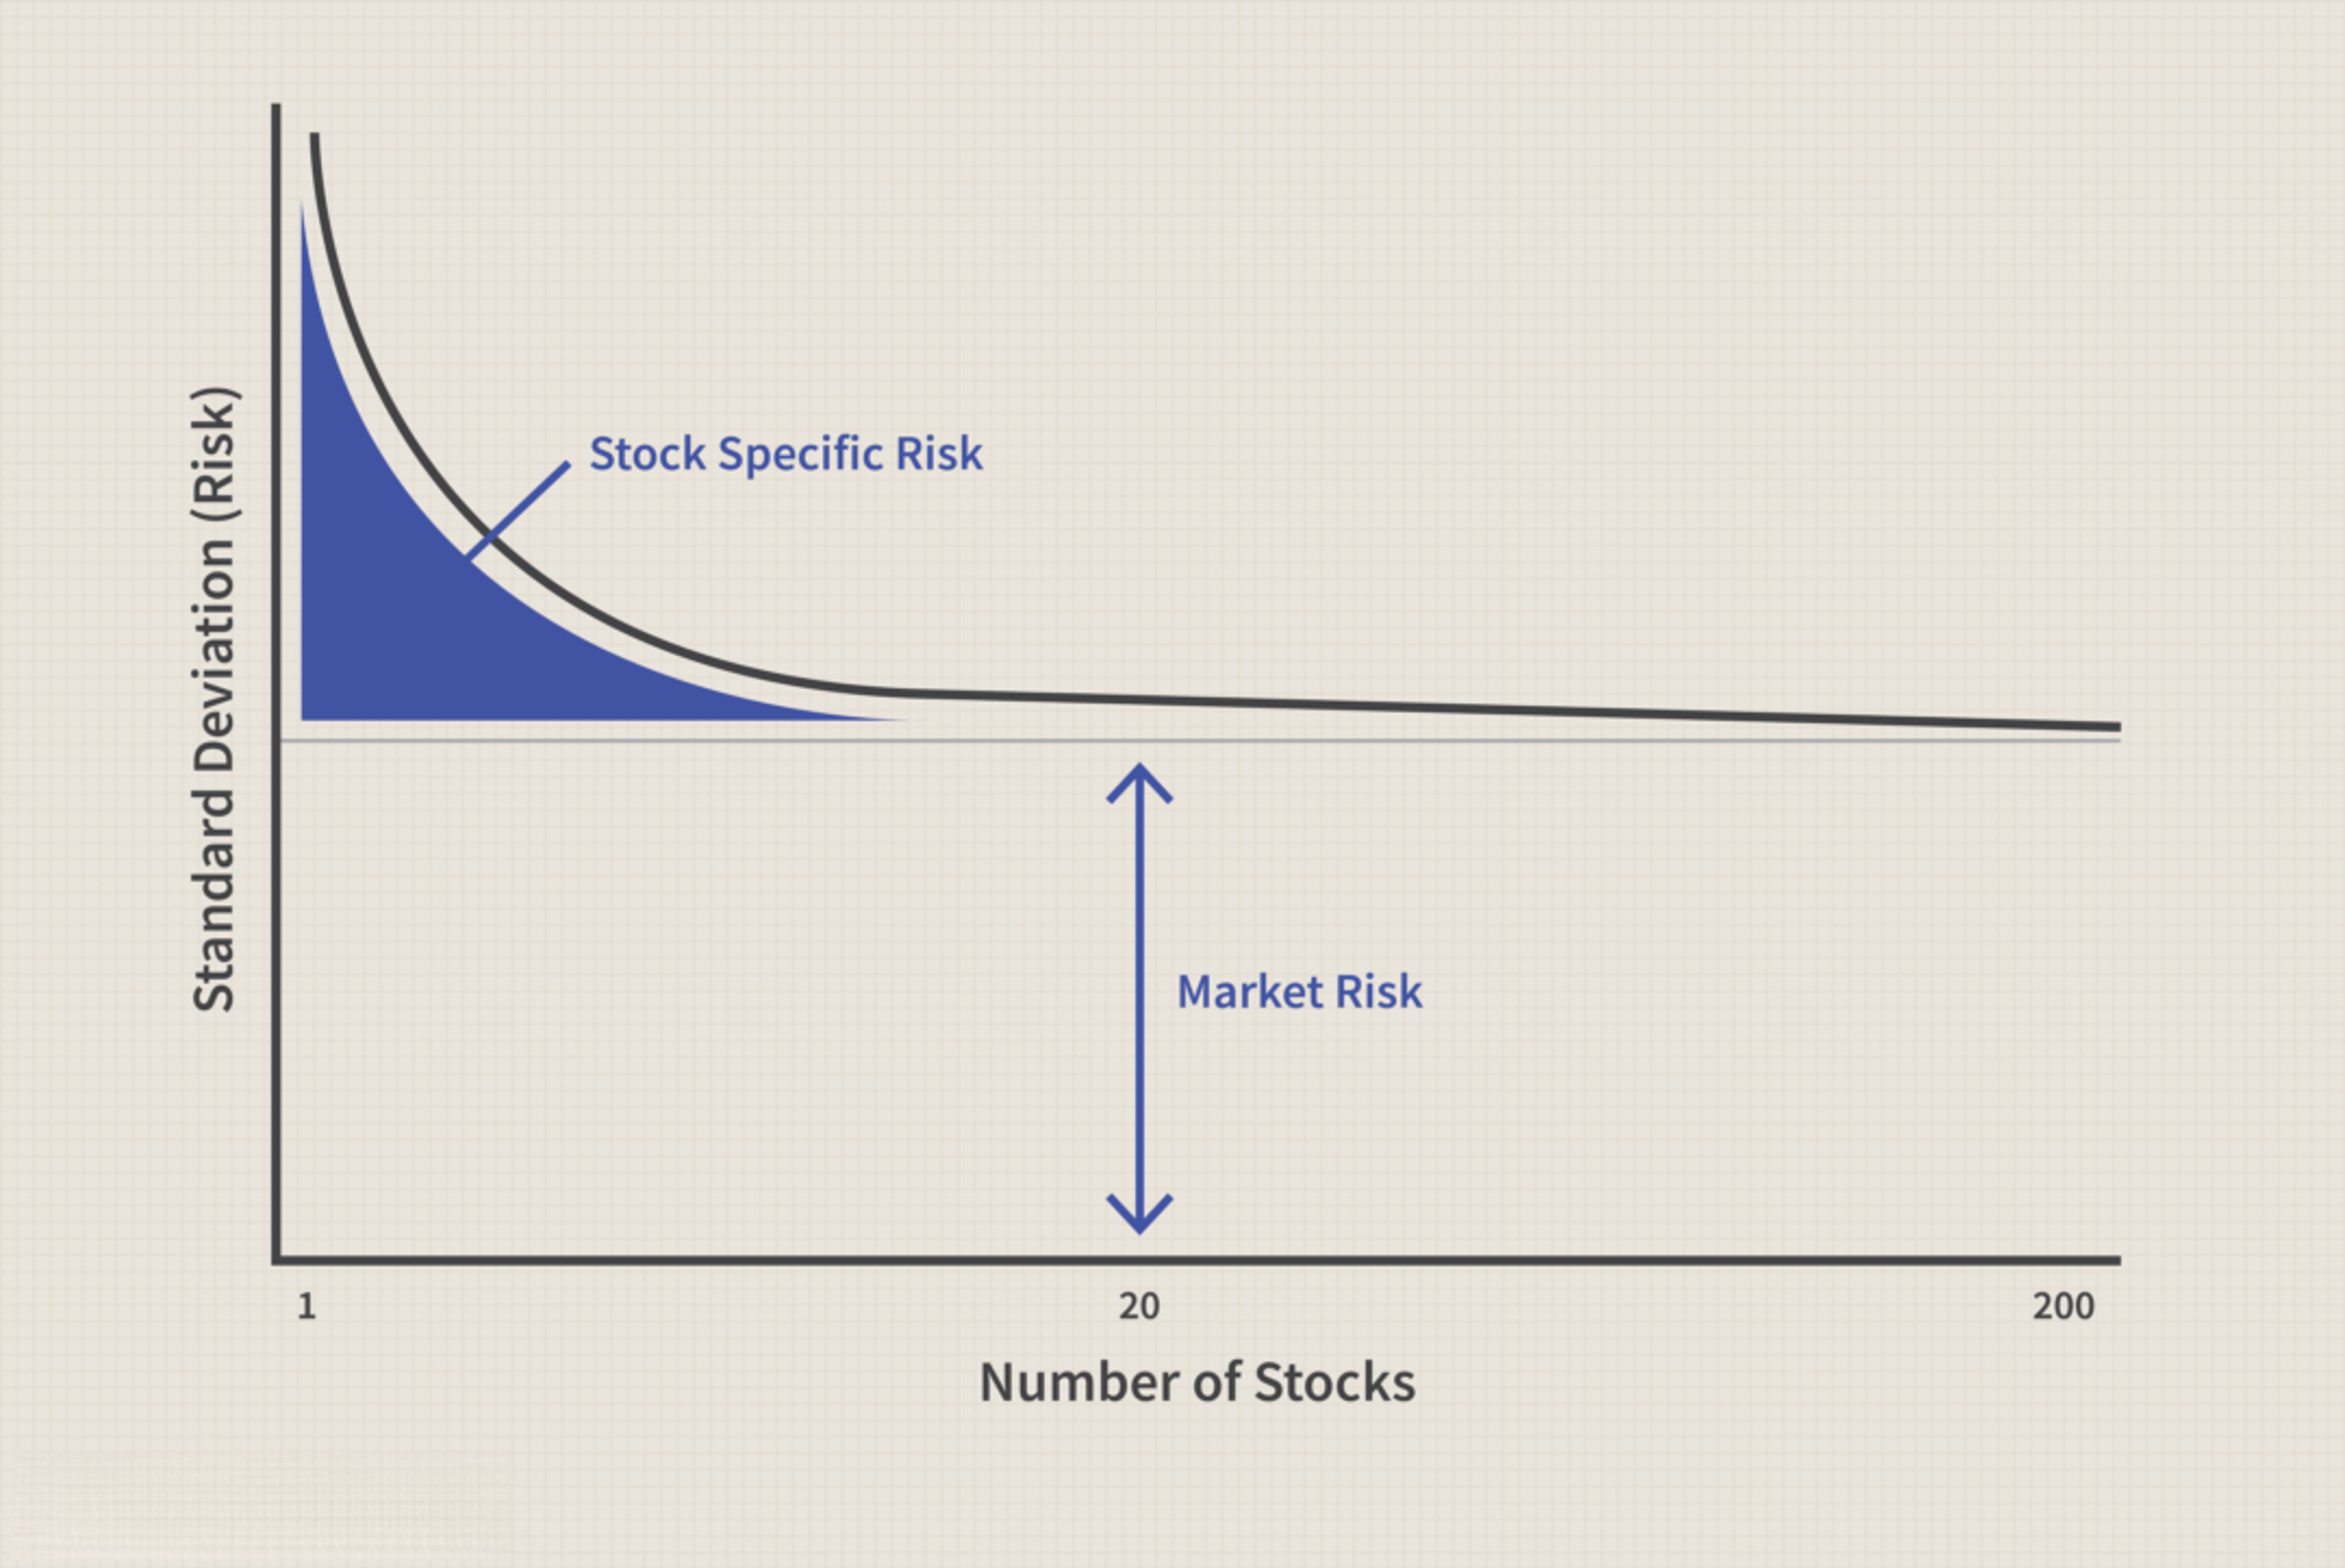 Standard Deviation (Risk)
Stock Specific Risk
Market Risk
1
20
200
Number of Stocks